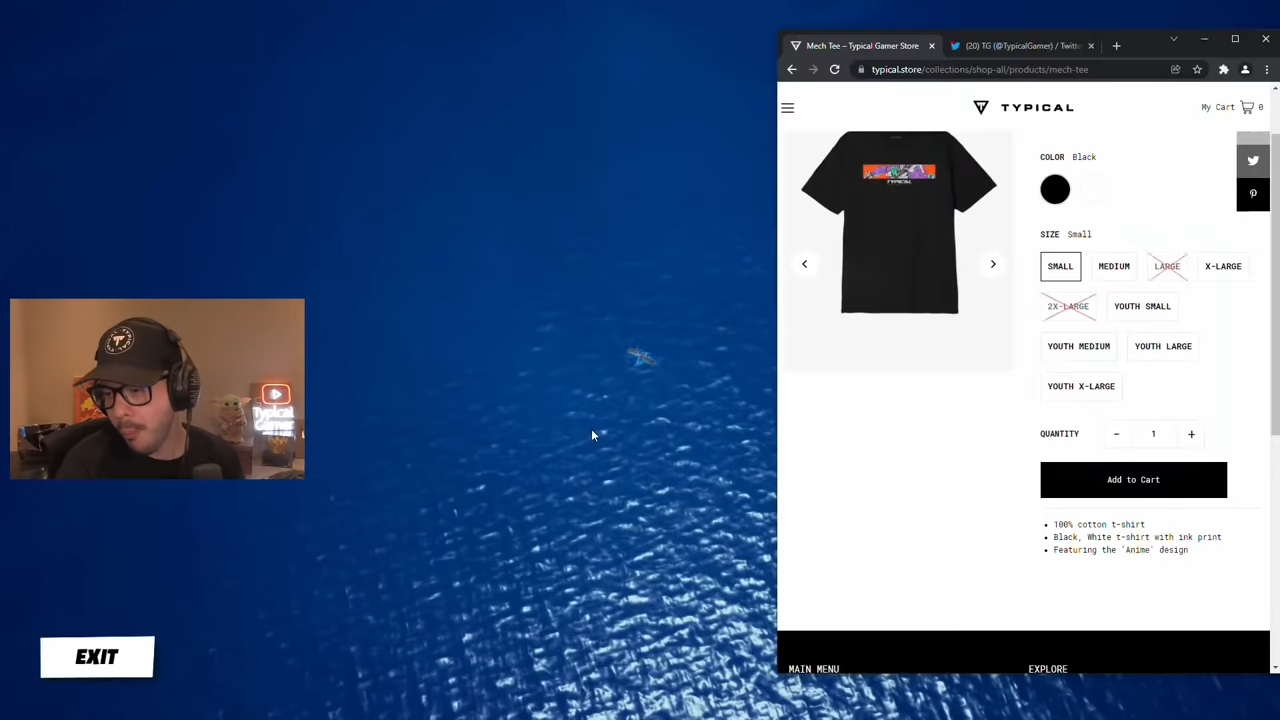 Mech Tee – Typical Gamer Store
(20) TG (@TypicalGamer) / Twitte
typical.store/collections/shop-all/products/mech-tee
TYPICAL
My Cart 0
COLOR Black
TYPICAL
SIZE Small
SMALL MEDIUM LARGE X-LARGE
2X-LARGE YOUTH SMALL
YOUTH MEDIUM YOUTH LARGE
YOUTH X-LARGE
QUANTITY - 1 +
Add to Cart
100% cotton t-shirt
Black, White t-shirt with ink print
Featuring the 'Anime' design
MAIN MENU EXPLORE
Typical
Gamer
EXIT